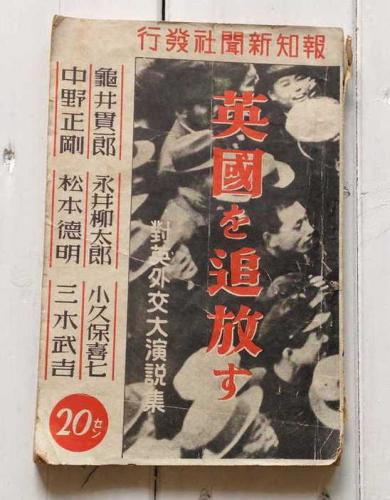 報知新聞社發行
英國を追放す
對英外交大演説集
龜井貫一郎
中野正剛
永井柳太郎
松本德明
小久保喜七
三木武吉
20セン